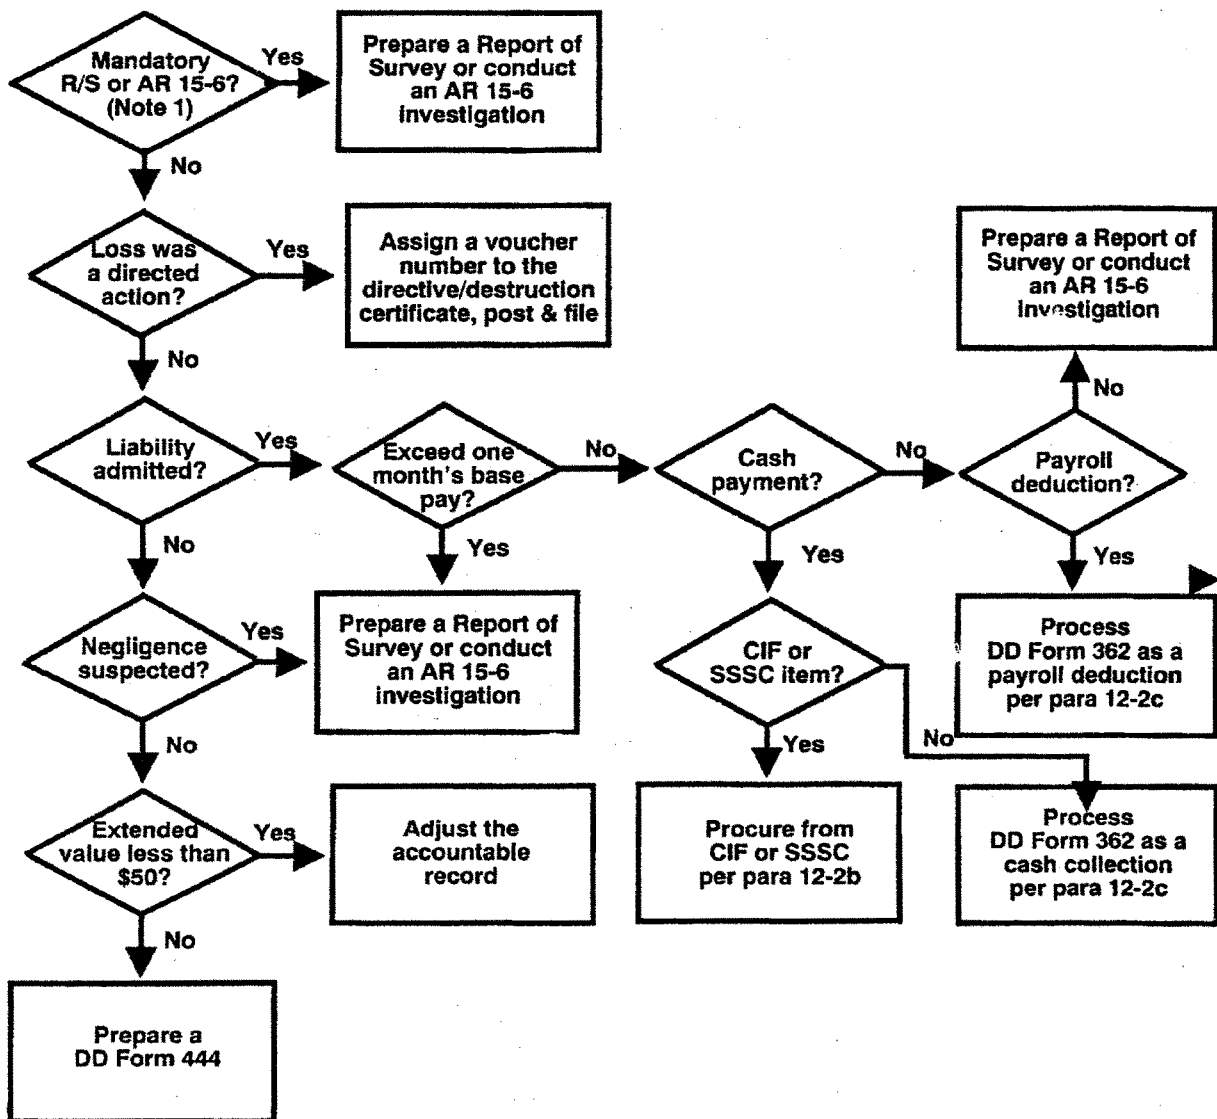 Mandatory
R/S or AR 15-6?
(Note 1)
Yes
Prepare a Report of
Survey or conduct
an AR 15-6
investigation
No
Loss was
a directed
action?
Yes
Assign a voucher
number to the
directive/destruction
certificate, post & file
Prepare a Report of
Survey or conduct
an AR 15-6
investigation
No
No
Liability
admitted?
Yes
Exceed one
month's base
pay?
No
Cash
payment?
No
Payroll
deduction?
No
Yes
Yes
Yes
Negligence
suspected?
Yes
Prepare a Report of
Survey or conduct
an AR 15-6
investigation
CIF or
SSSC item?
Process
DD Form 362 as a
payroll deduction
per para 12-2c
No
Yes
No
Extended
value less than
$50?
Yes
Adjust the
accountable
record
Procure from
CIF or SSSC
per para 12-2b
Process
DD Form 362 as a
cash collection
per para 12-2c
No
Prepare a
DD Form 444